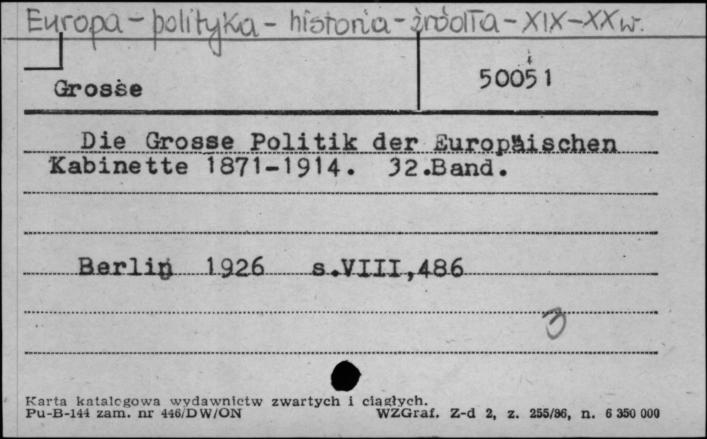 Europa - polityka - historia - źródła - XIX-XX w.
Grosse
50051
Die Grosse Politik der Europäischen
Kabinette 1871-1914. 32.Band.
Berlin 1926 s.VIII,486
3
Karta katalogowa wydawnictw zwartych i ciągłych.
Pu-B-144 zam. nr 446/DW/ON WZGraf. Z-d 2, z. 255/86, n. 6 350 000